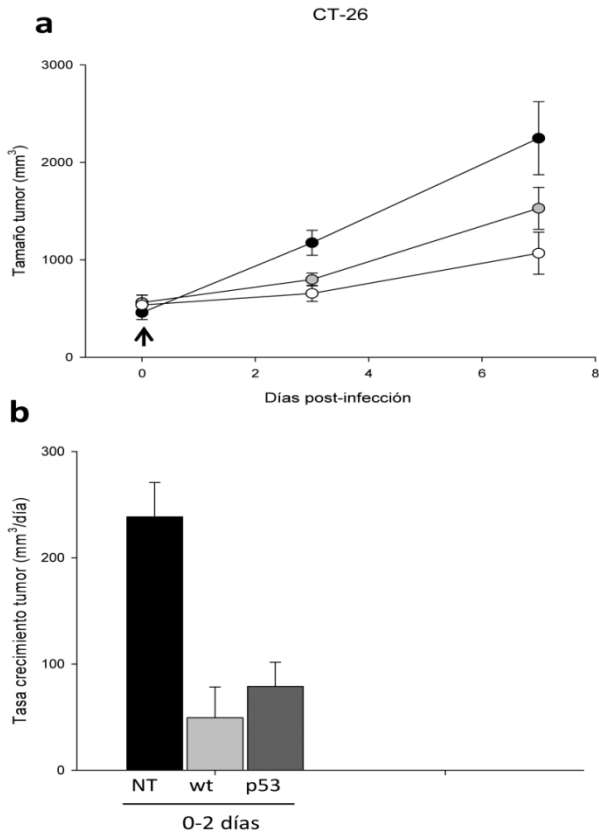 a
CT-26
3000
2000
1000
0
Tamaño tumor (mm³)
0 2 4 6 8
Días post-infección
b
300
200
100
0
Tasa crecimiento tumor (mm³/día)
NT wt p53
0-2 días